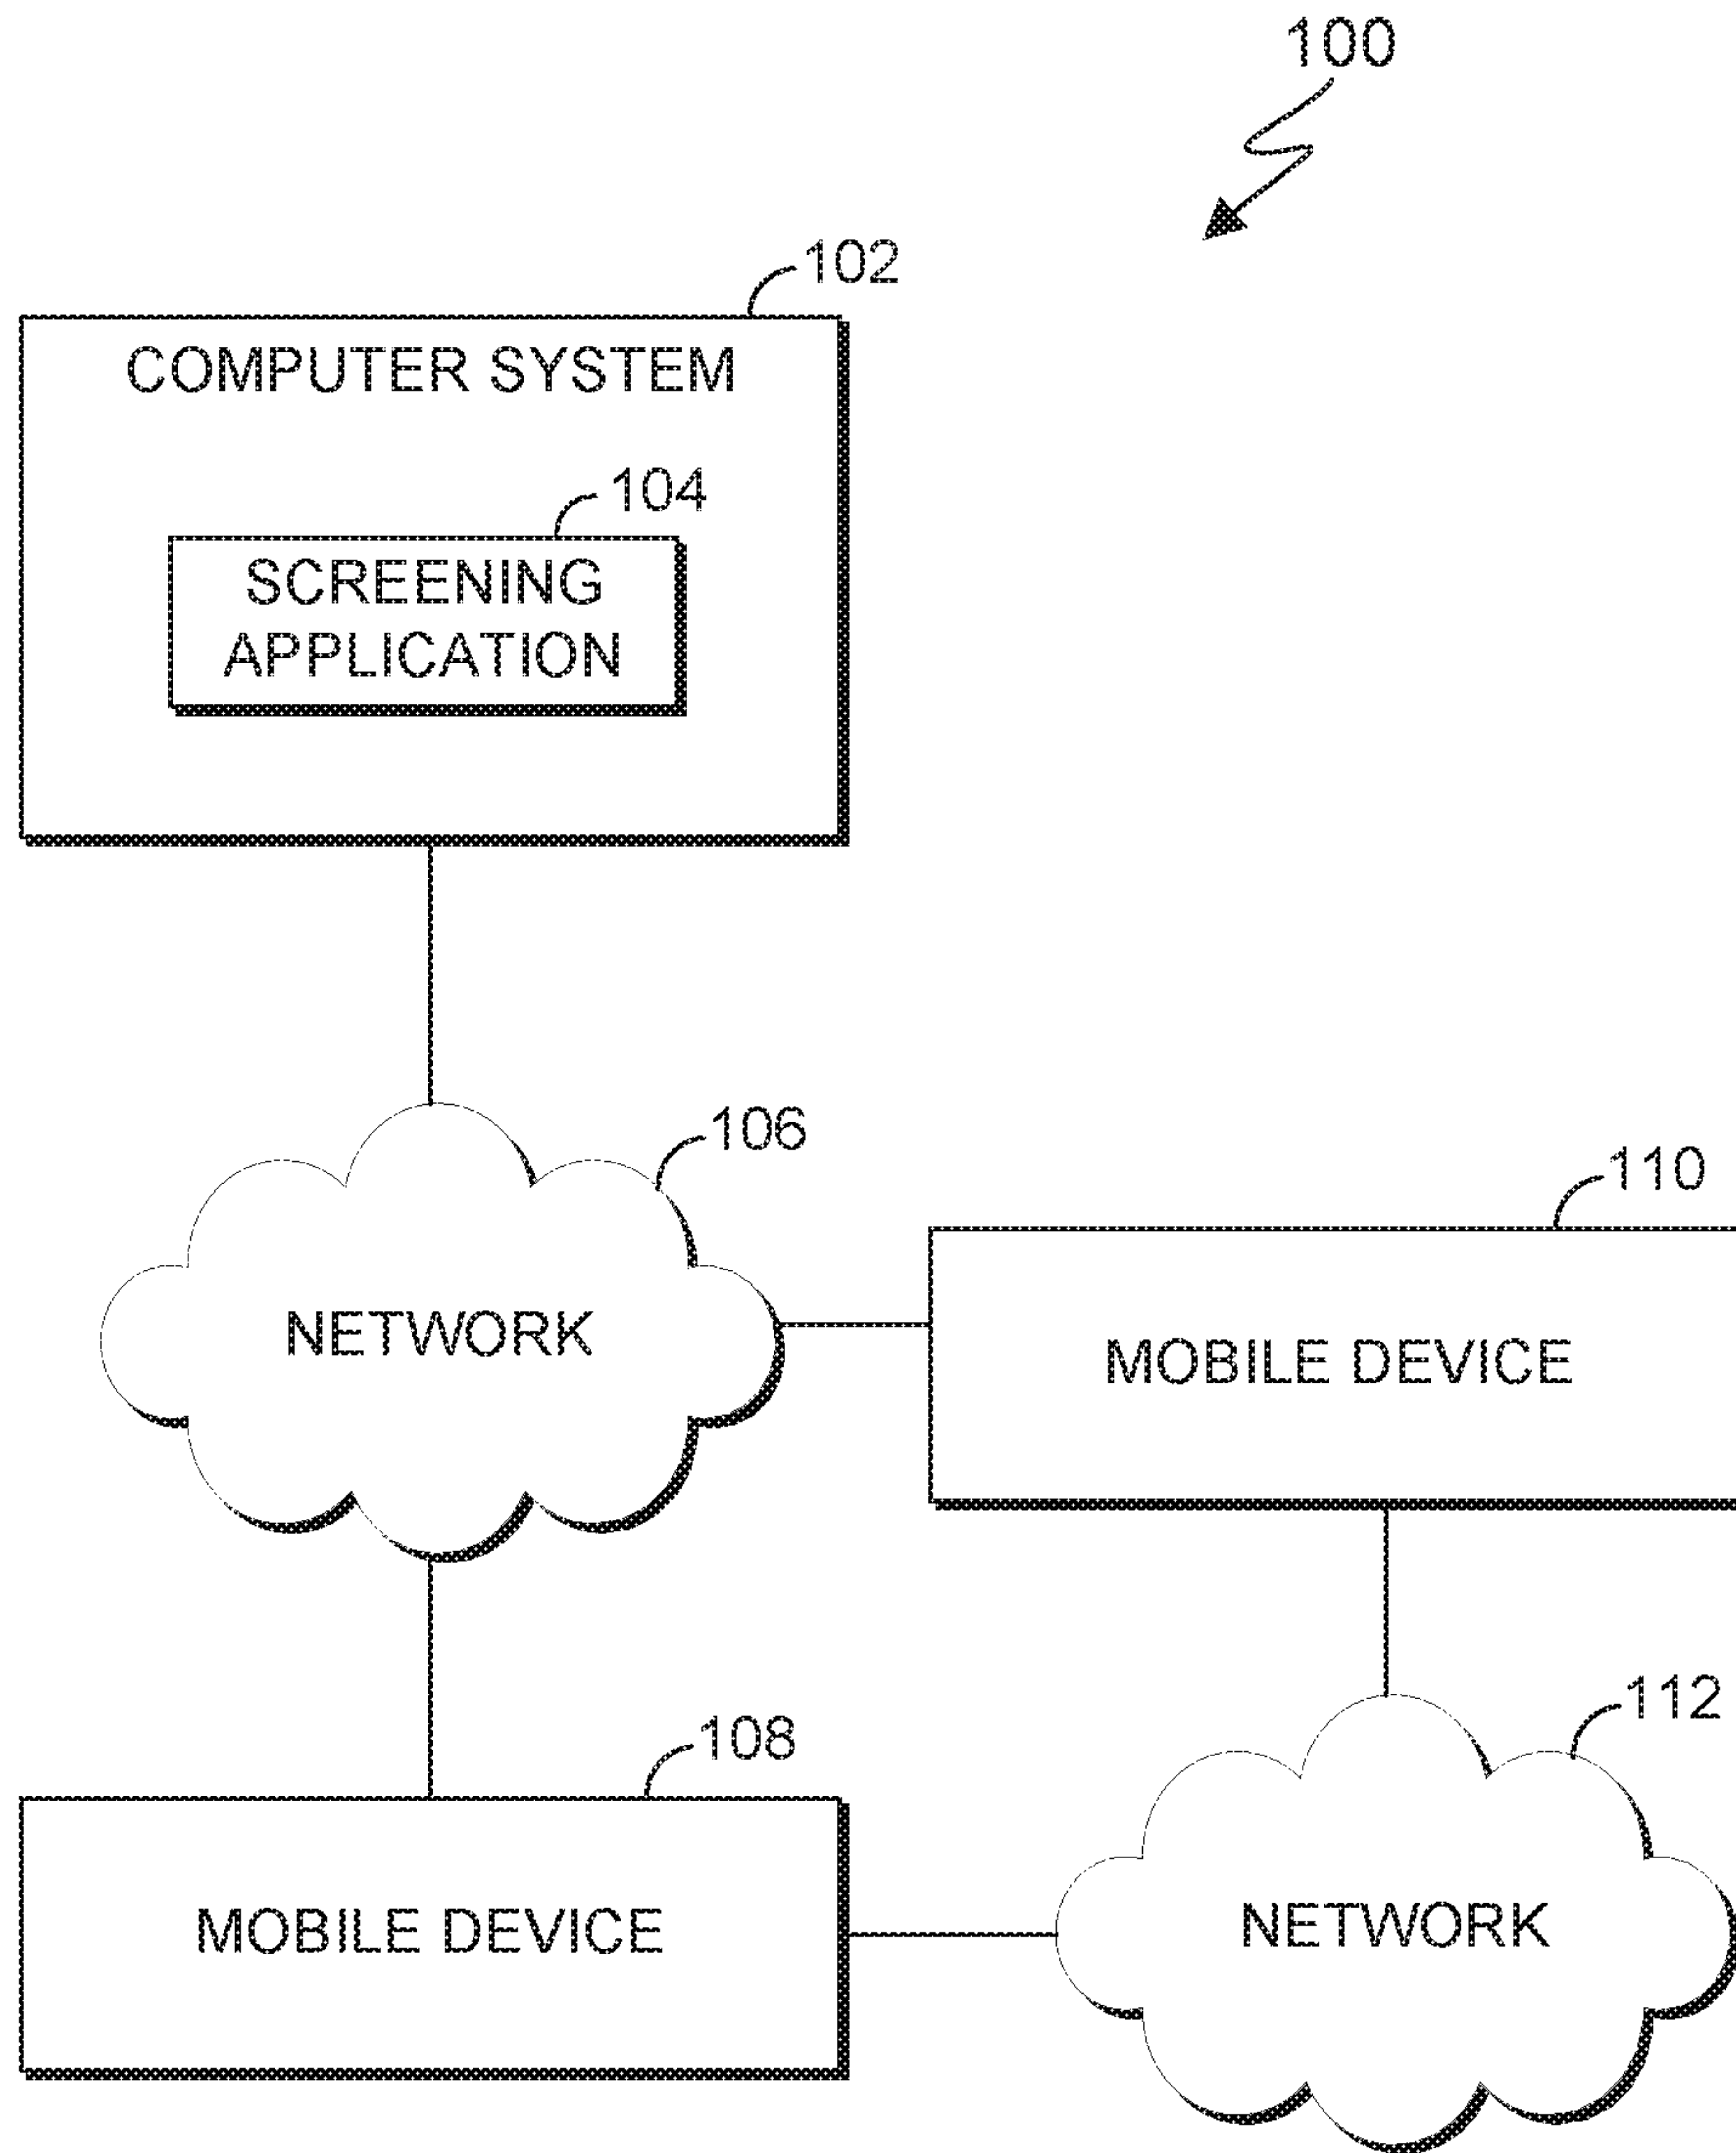 100
102
COMPUTER SYSTEM
104
SCREENING
APPLICATION
106
110
NETWORK
MOBILE DEVICE
112
108
MOBILE DEVICE
NETWORK